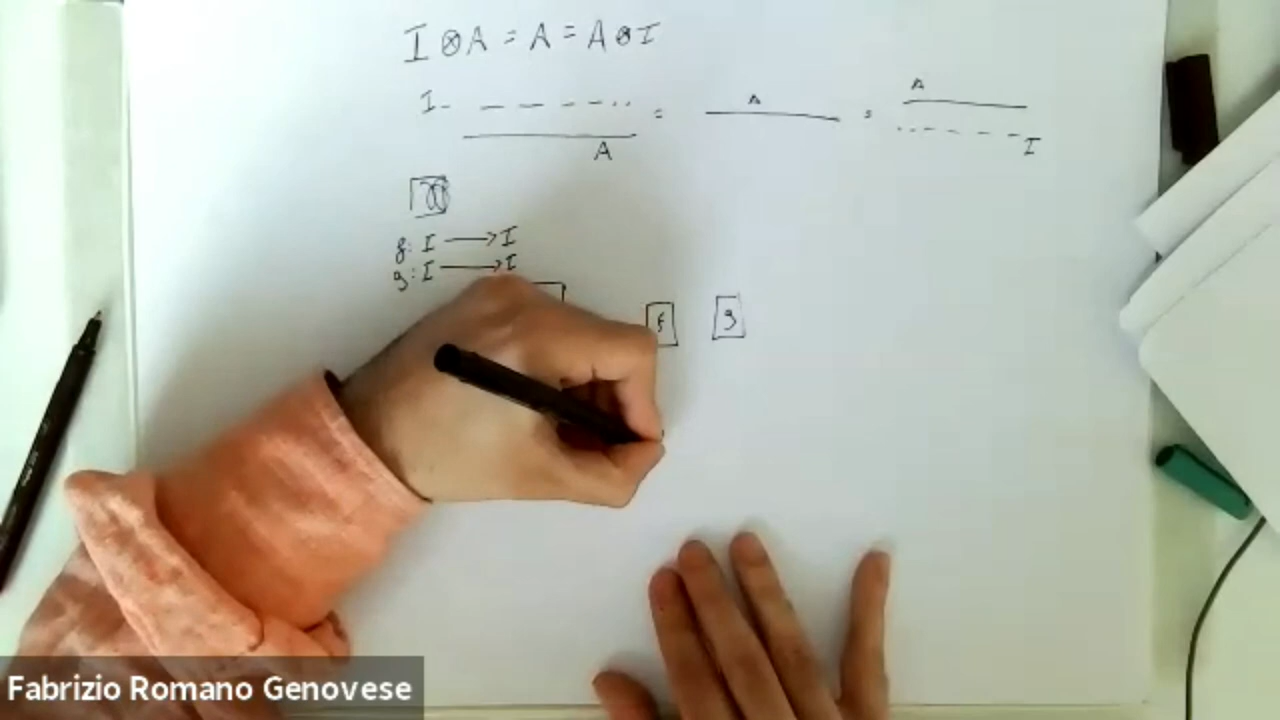 I ⊗ A = A = A ⊗ I
I
A = A = A
I
f: I → I
g: I → I
f g
Fabrizio Romano Genovese